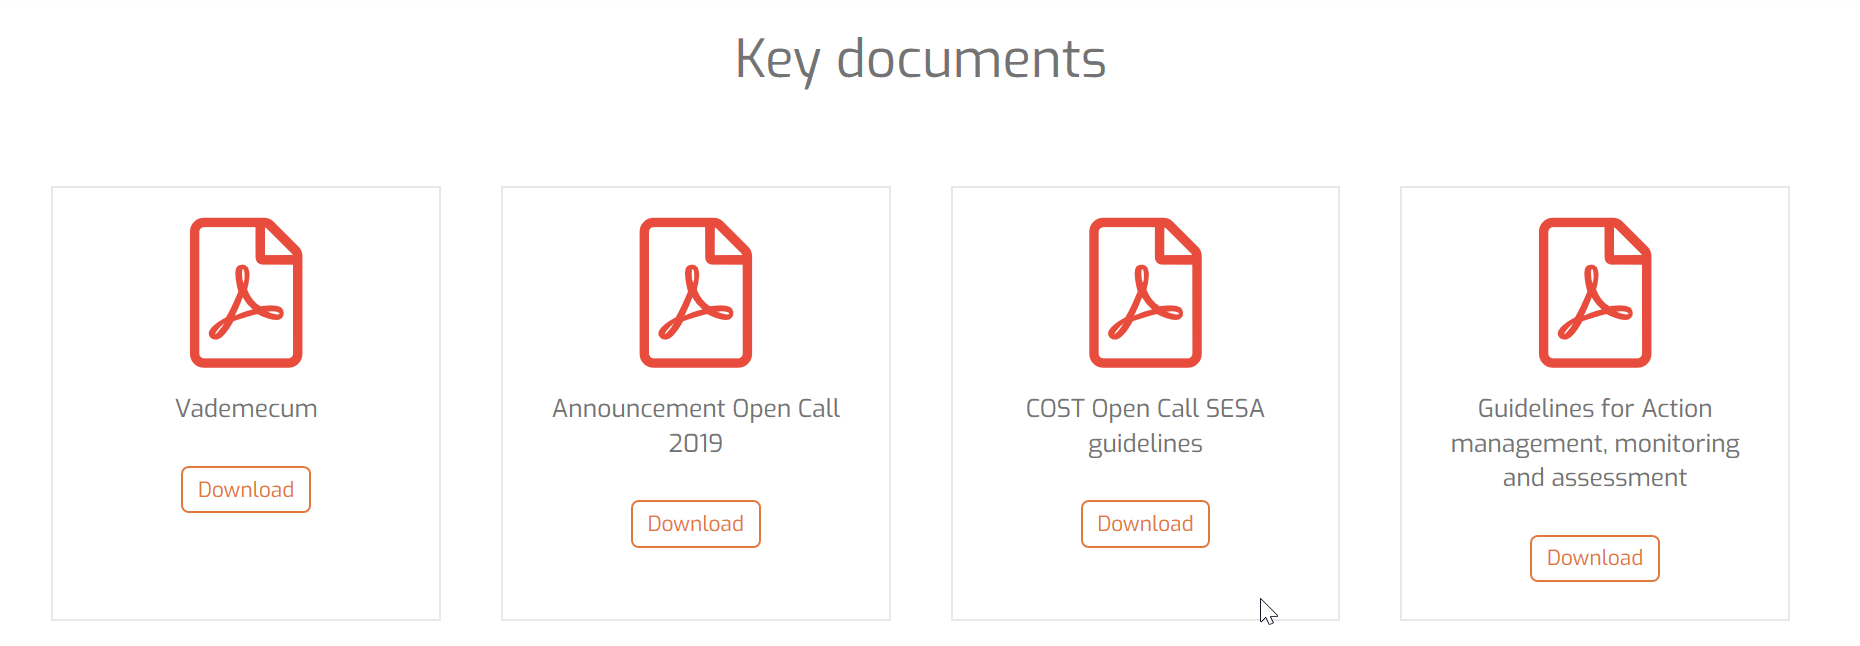 Key documents
Vademecum
Download
Announcement Open Call
2019
Download
COST Open Call SESA
guidelines
Download
Guidelines for Action
management, monitoring
and assessment
Download